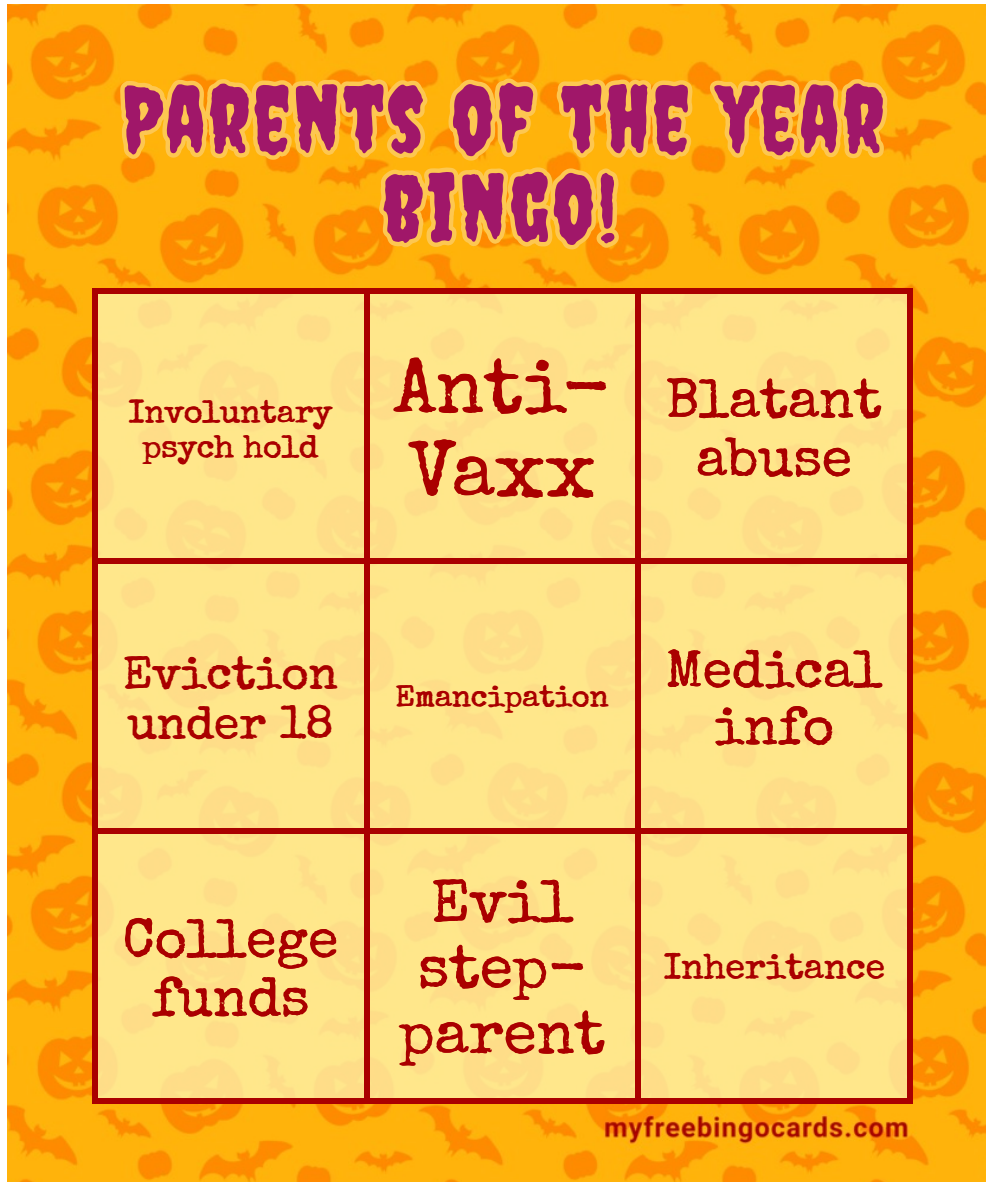 PARENTS OF THE YEAR
BINGO!
Involuntary
psych hold
Anti-
Vaxx
Blatant
abuse
Eviction
under 18
Emancipation
Medical
info
College
funds
Evil
step-
parent
Inheritance
myfreebingocards.com